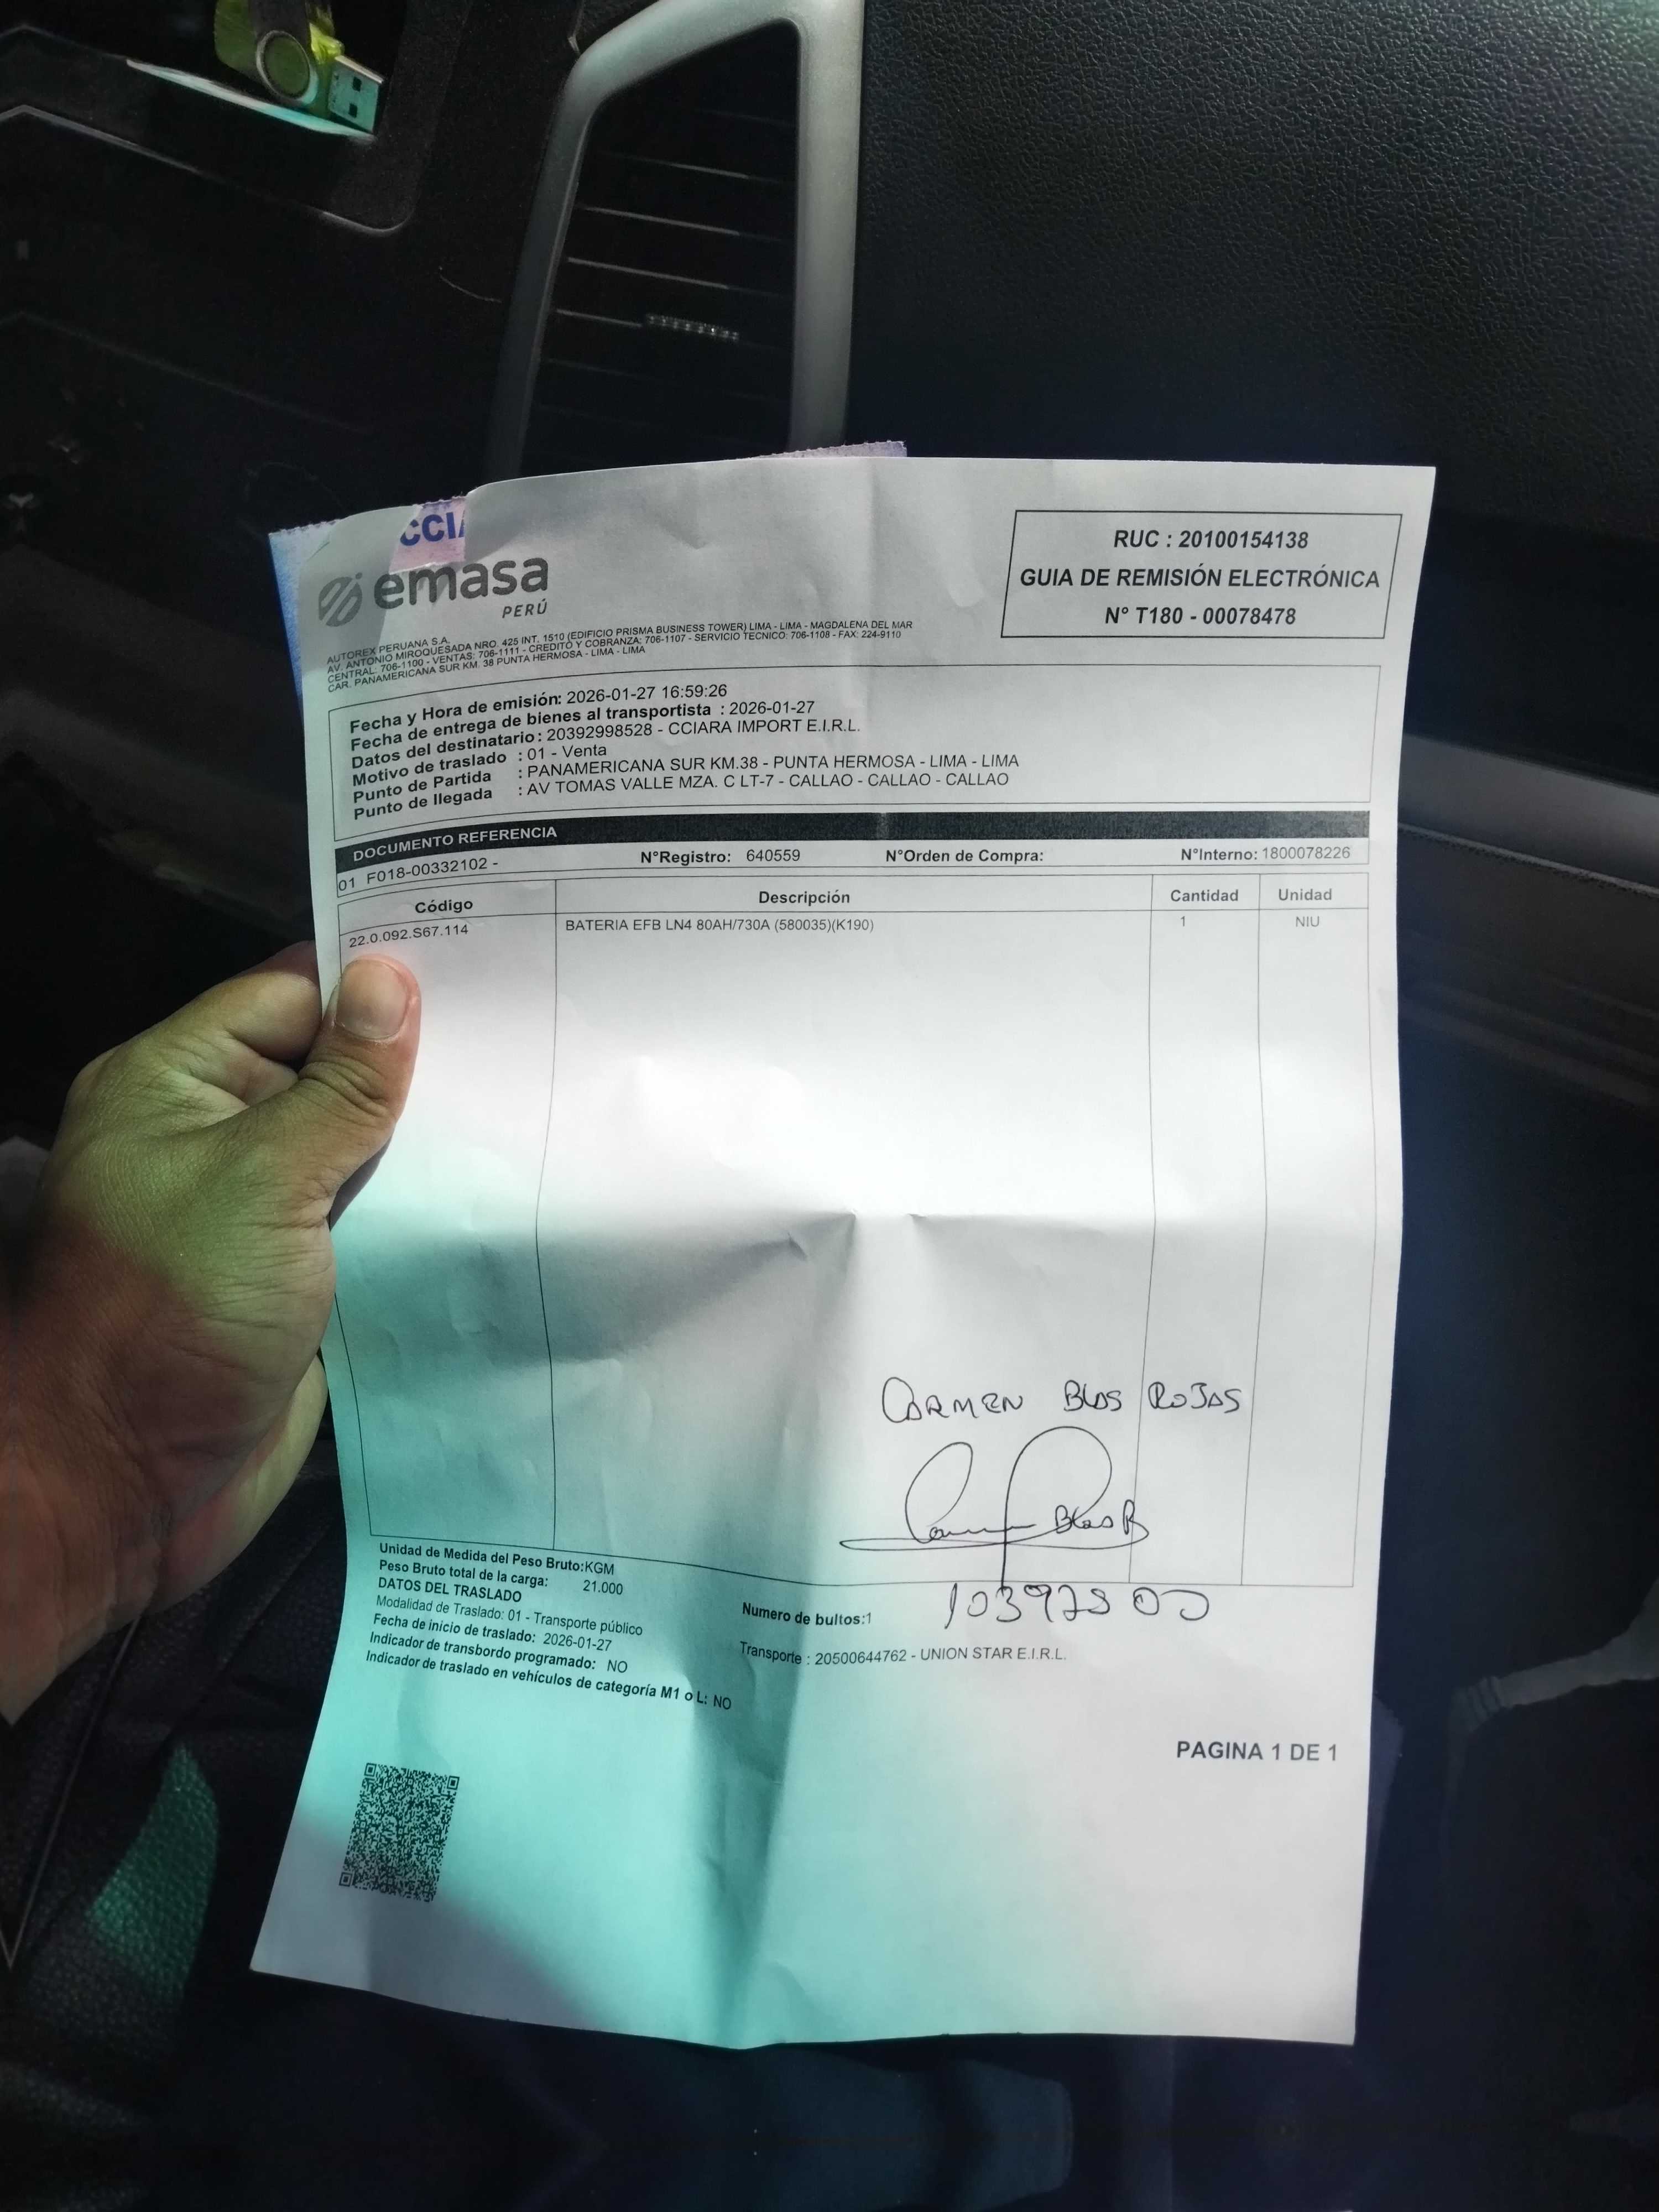 CCIA
emasa
PERÚ
RUC : 20100154138
GUIA DE REMISIÓN ELECTRÓNICA
N° T180 - 00078478
AUTOREX PERUANA S.A.
AV. ANTONIO MIROQUESADA NRO. 425 INT. 1510 (EDIFICIO PRISMA BUSINESS TOWER) LIMA - LIMA - MAGDALENA DEL MAR
CENTRAL: 706-1100 - VENTAS: 706-1111 - CREDITO Y COBRANZA: 706-1107 - SERVICIO TECNICO: 706-1108 - FAX: 224-9110
CAR. PANAMERICANA SUR KM. 38 PUNTA HERMOSA - LIMA - LIMA
Fecha y Hora de emisión: 2026-01-27 16:59:26
Fecha de entrega de bienes al transportista : 2026-01-27
Datos del destinatario : 20392998528 - CCIARA IMPORT E.I.R.L.
Motivo de traslado : 01 - Venta
Punto de Partida : PANAMERICANA SUR KM.38 - PUNTA HERMOSA - LIMA - LIMA
Punto de llegada : AV TOMAS VALLE MZA. C LT-7 - CALLAO - CALLAO - CALLAO
DOCUMENTO REFERENCIA
01 F018-00332102 - N°Registro: 640559 N°Orden de Compra: N°Interno: 1800078226
Código Descripción Cantidad Unidad
22.0.092.S67.114 BATERIA EFB LN4 80AH/730A (580035)(K190) 1 NIU
CARMEN BLAS ROJAS
Blas R
Unidad de Medida del Peso Bruto:KGM
Peso Bruto total de la carga: 21.000
DATOS DEL TRASLADO
Numero de bultos:1
Modalidad de Traslado: 01 - Transporte público
Fecha de inicio de traslado: 2026-01-27
Transporte : 20500644762 - UNION STAR E.I.R.L.
Indicador de transbordo programado: NO
Indicador de traslado en vehículos de categoría M1 o L: NO
PAGINA 1 DE 1